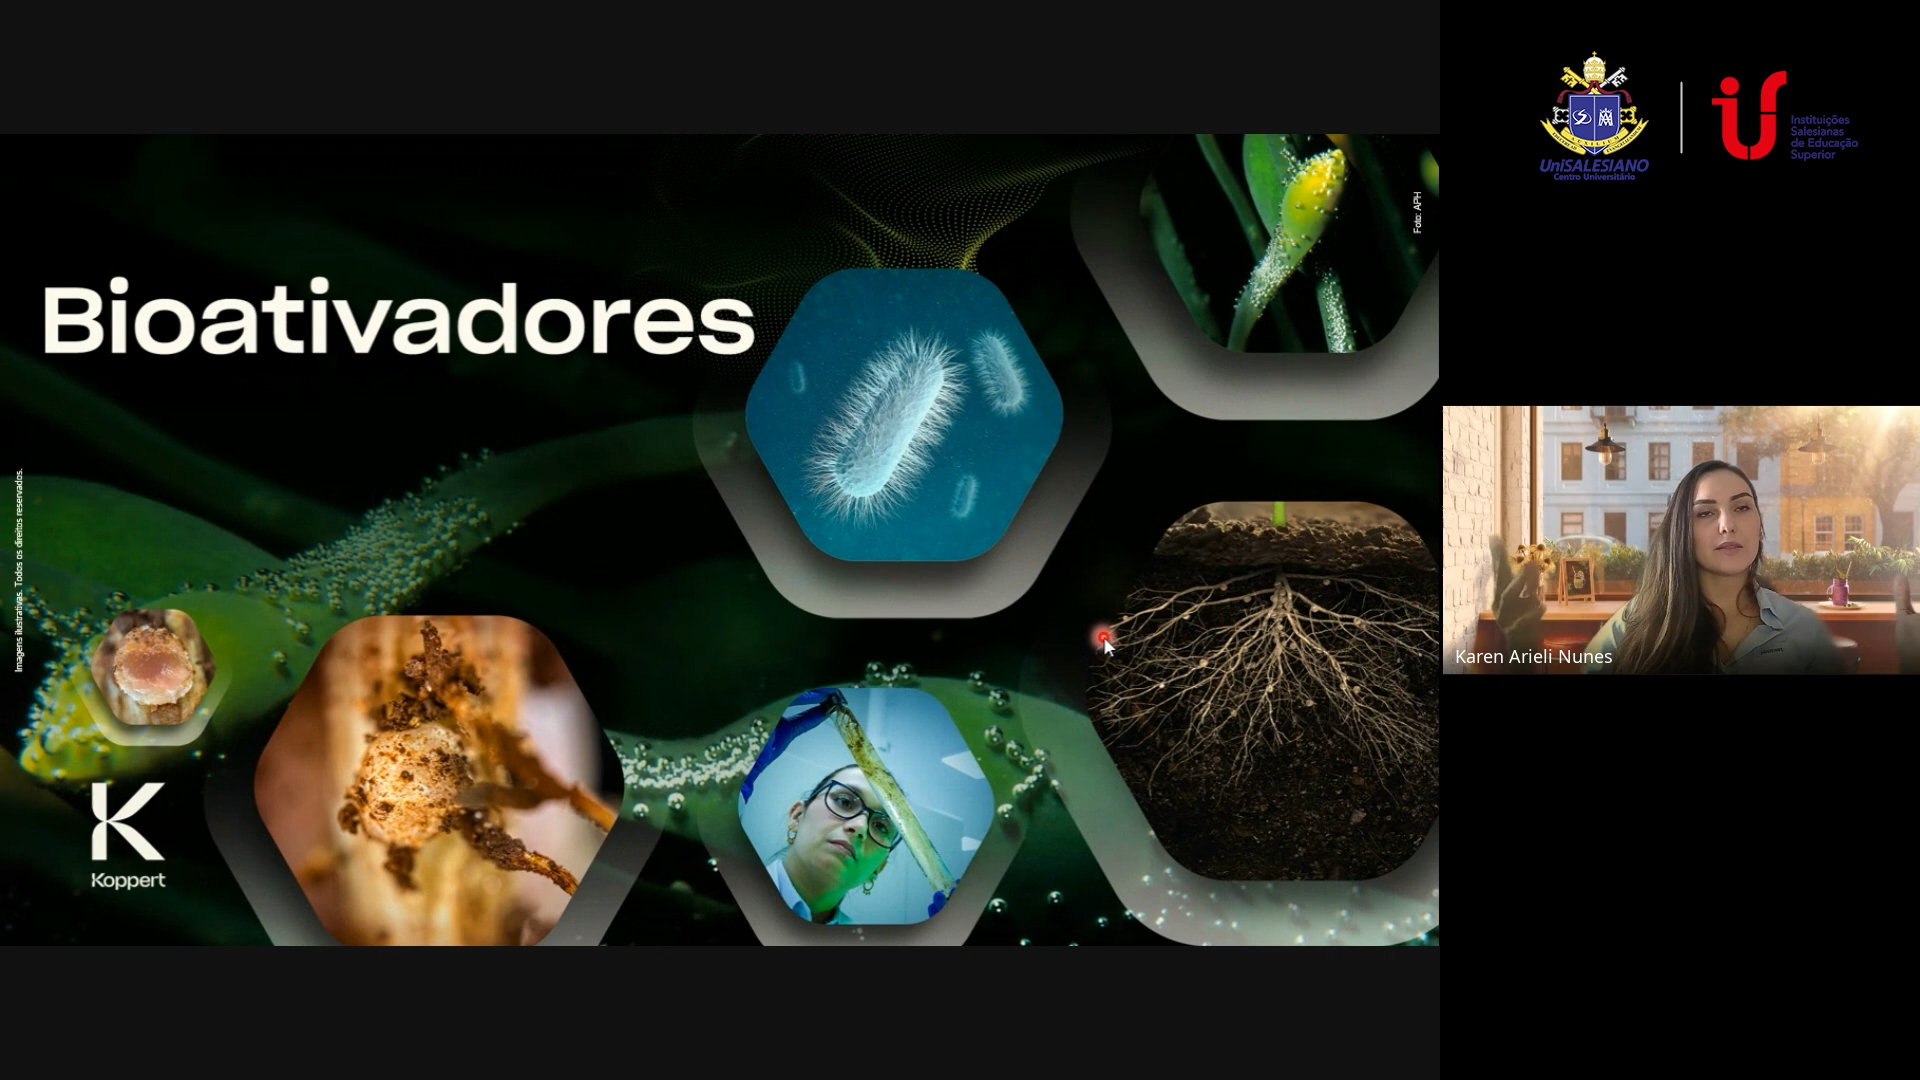 Bioativadores
Foto: APH
Imagens ilustrativas. Todos os direitos reservados.
K
Koppert
UniSALESIANO
Centro Universitário
Instituições
Salesianas
de Educação
Superior
Karen Arieli Nunes